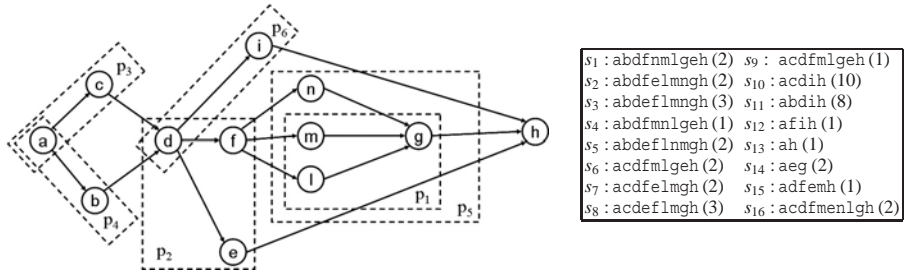 i
p6
c
p3
n
a
d
f
m
g
h
b
l
p1
p4
p5
p2
e
s1 : abdfnmlgeh (2) s9 : acdfmlgeh (1)
s2 : abdfelmngh (2) s10 : acdih (10)
s3 : abdeflmngh (3) s11 : abdih (8)
s4 : abdfmnlgeh (1) s12 : afih (1)
s5 : abdeflnmgh (2) s13 : ah (1)
s6 : acdfmlgeh (2) s14 : aeg (2)
s7 : acdfelmgh (2) s15 : adfemh (1)
s8 : acdeflmgh (3) s16 : acdfmenlgh (2)